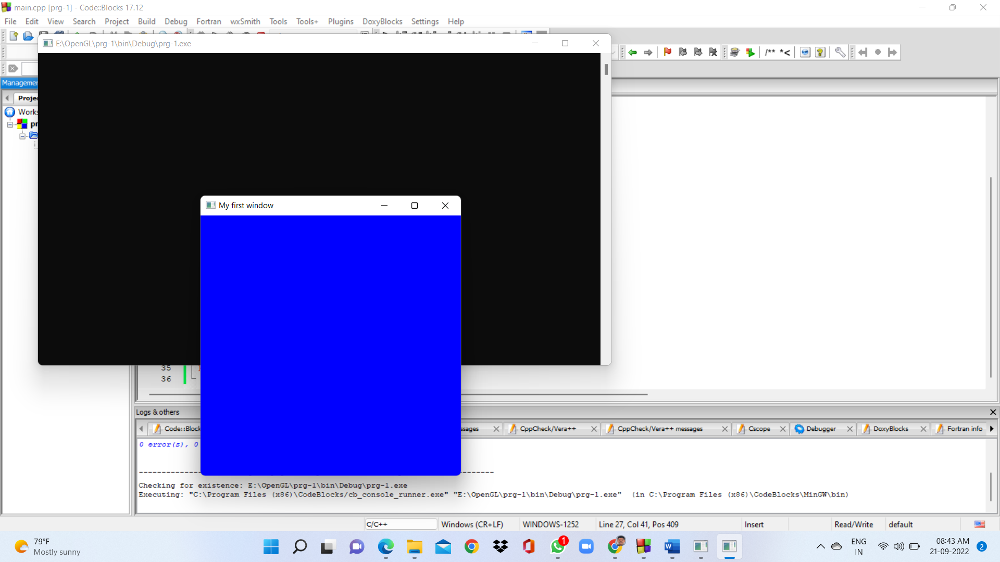 main.cpp [prg-1] - Code::Blocks 17.12
File Edit View Search Project Build Debug Fortran wxSmith Tools Tools+ Plugins DoxyBlocks Settings Help
E:\OpenGL\prg-1\bin\Debug\prg-1.exe
/** *<
Managemen
Projec
Works
pr
My first window
35
36
Logs & others
Code::Block ssages CppCheck/Vera++ CppCheck/Vera++ messages Cscope Debugger DoxyBlocks Fortran info
0 error(s), 0
Checking for existence: E:\OpenGL\prg-1\bin\Debug\prg-1.exe
Executing: "C:\Program Files (x86)\CodeBlocks/cb_console_runner.exe" "E:\OpenGL\prg-1\bin\Debug\prg-1.exe"  (in C:\Program Files (x86)\CodeBlocks\MinGW\bin)
C/C++ Windows (CR+LF) WINDOWS-1252 Line 27, Col 41, Pos 409 Insert Read/Write default
79°F
Mostly sunny
1
ENG
IN
08:43 AM
21-09-2022
2